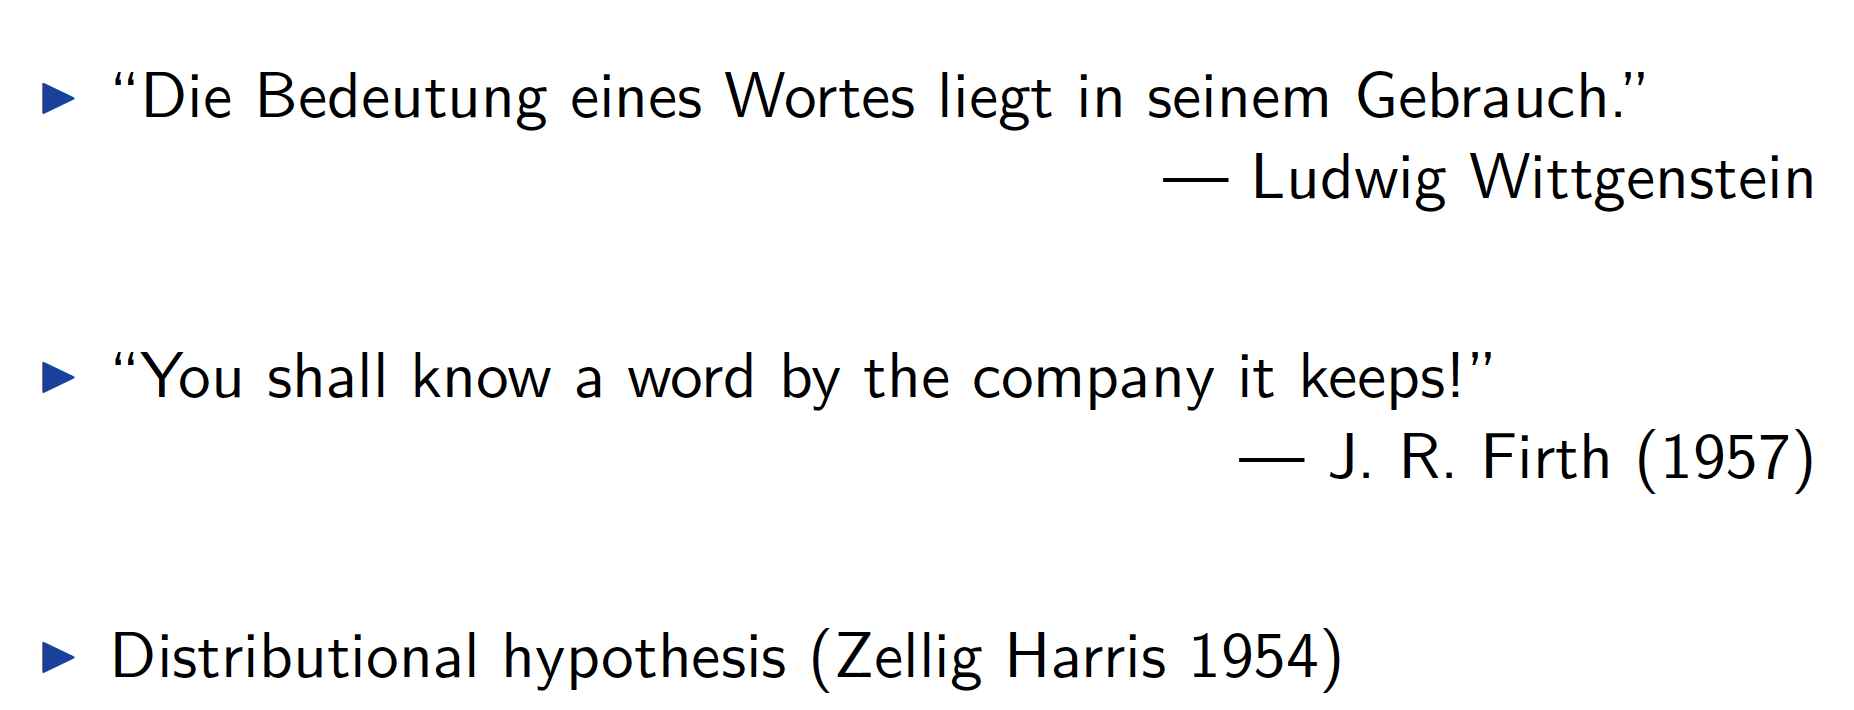 ▶ “Die Bedeutung eines Wortes liegt in seinem Gebrauch.”
— Ludwig Wittgenstein
▶ “You shall know a word by the company it keeps!”
— J. R. Firth (1957)
▶ Distributional hypothesis (Zellig Harris 1954)